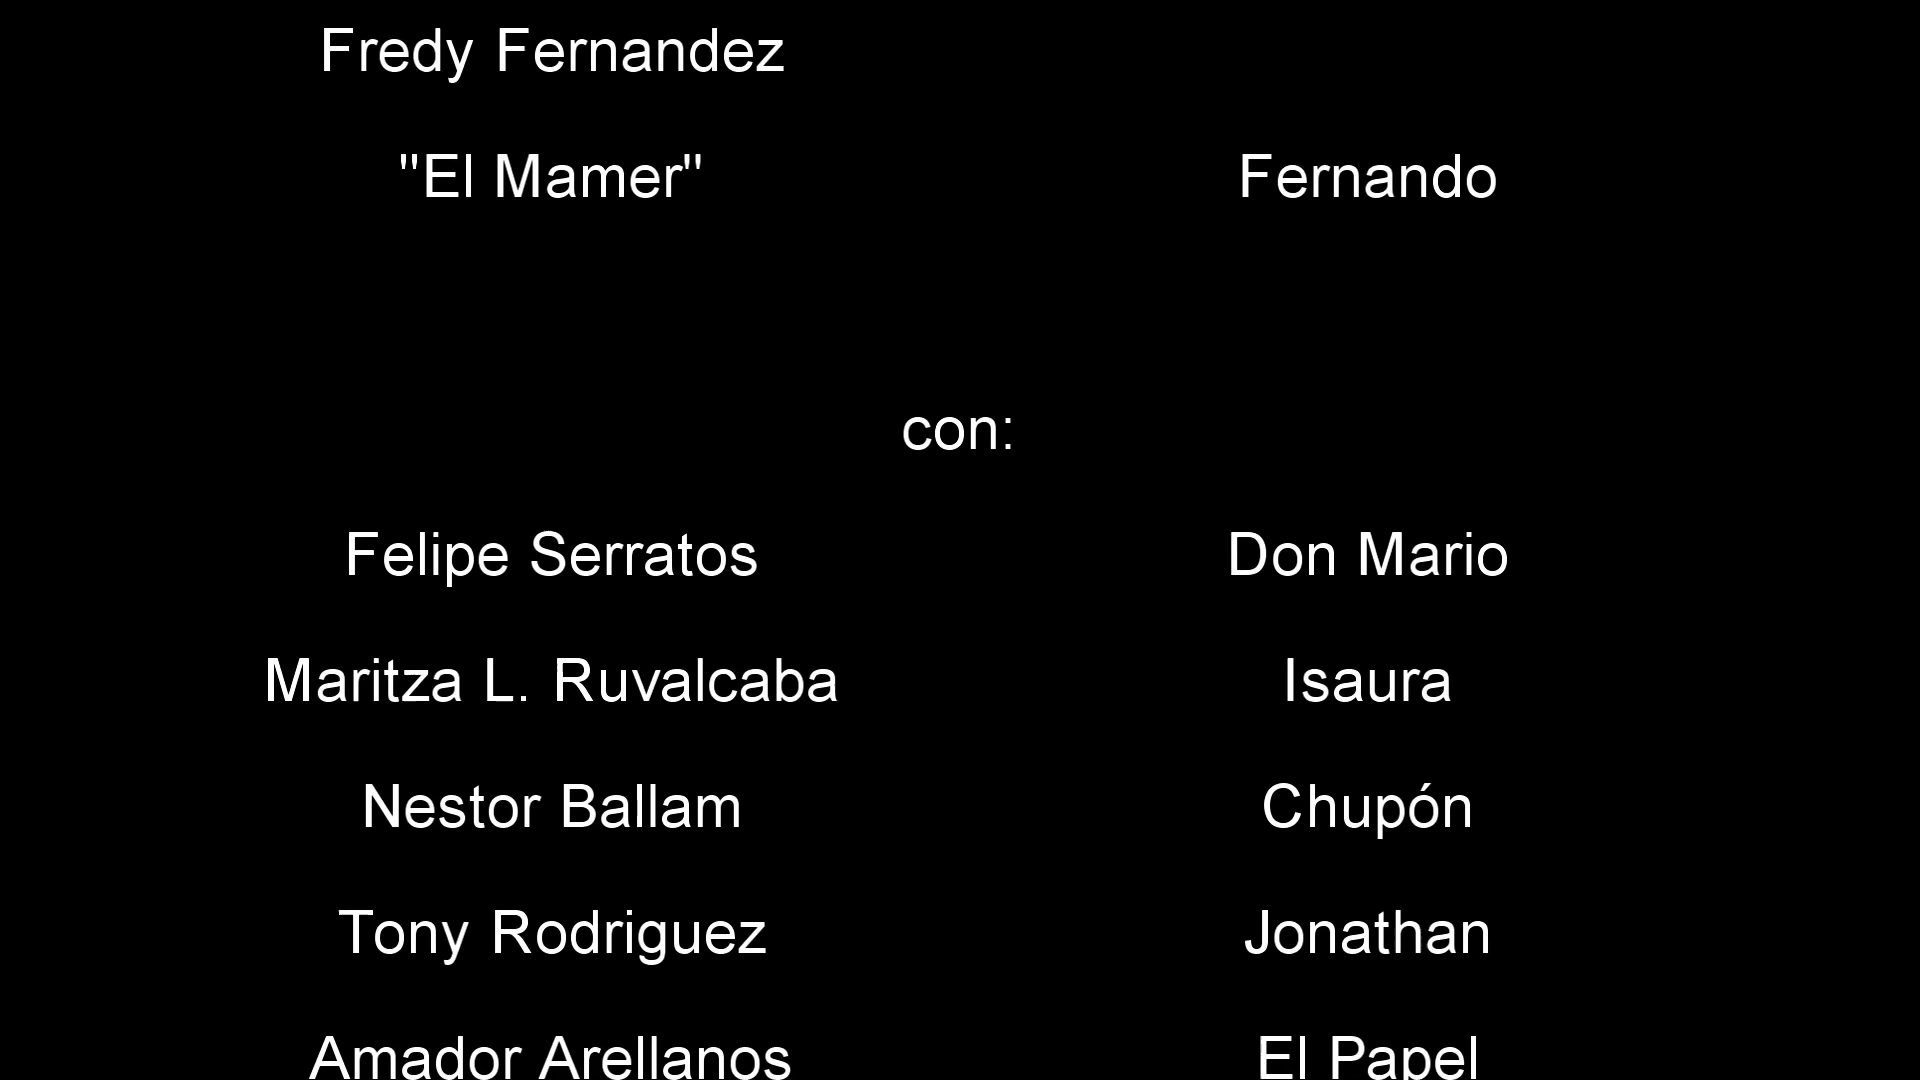 Fredy Fernandez
"El Mamer" Fernando
con:
Felipe Serratos Don Mario
Maritza L. Ruvalcaba Isaura
Nestor Ballam Chupón
Tony Rodriguez Jonathan
Amador Arellanos El Papel